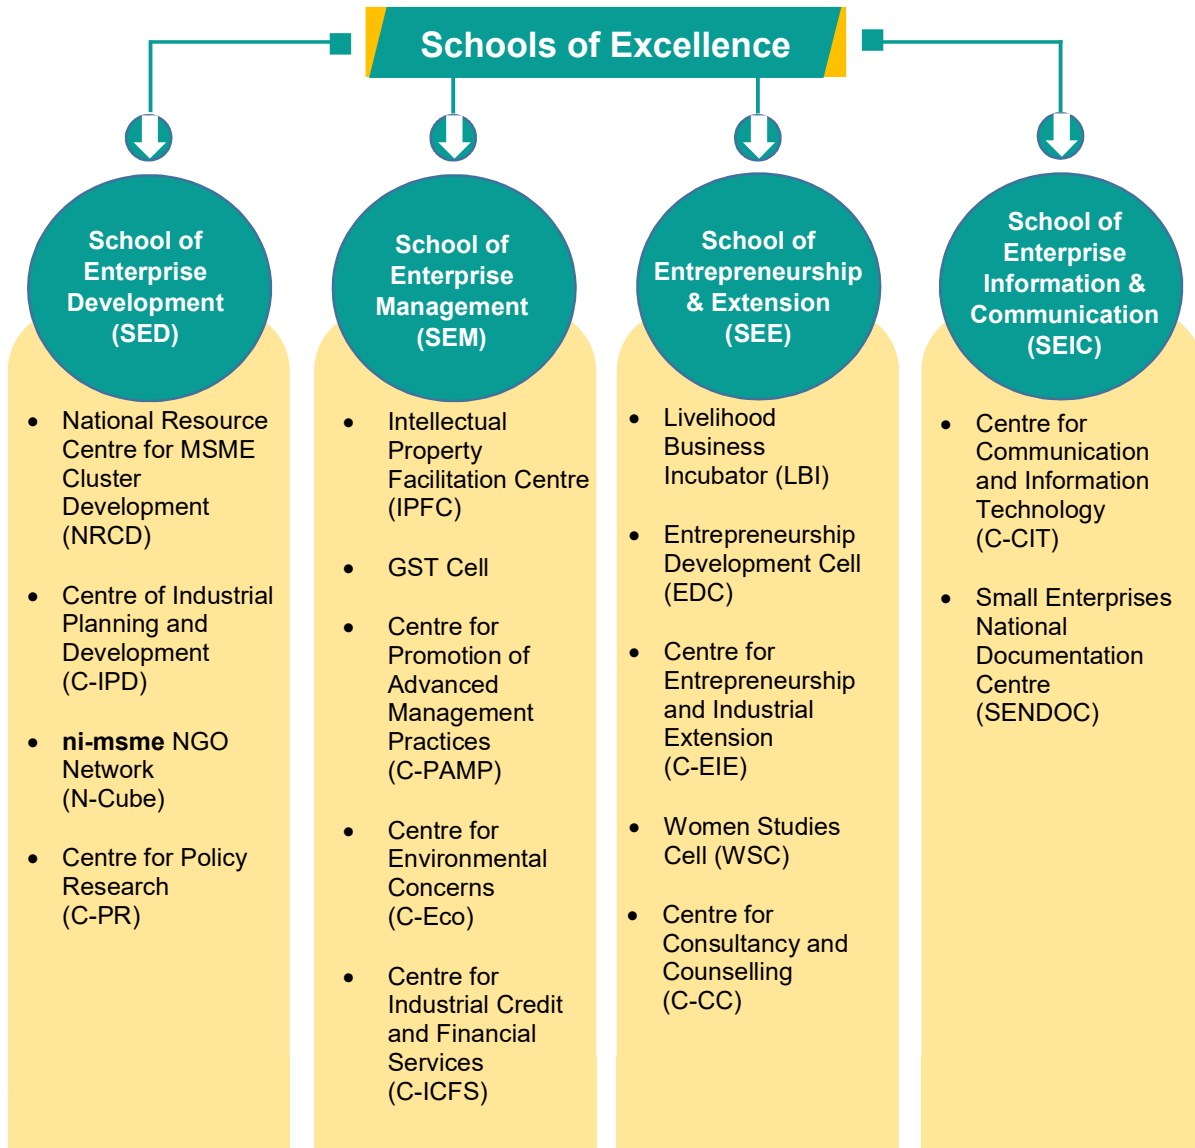 Schools of Excellence
School of
Enterprise
Development
(SED)
• National Resource
Centre for MSME
Cluster
Development
(NRCD)
• Centre of Industrial
Planning and
Development
(C-IPD)
• ni-msme NGO
Network
(N-Cube)
• Centre for Policy
Research
(C-PR)
School of
Enterprise
Management
(SEM)
• Intellectual
Property
Facilitation Centre
(IPFC)
• GST Cell
• Centre for
Promotion of
Advanced
Management
Practices
(C-PAMP)
• Centre for
Environmental
Concerns
(C-Eco)
• Centre for
Industrial Credit
and Financial
Services
(C-ICFS)
School of
Entrepreneurship
& Extension
(SEE)
• Livelihood
Business
Incubator (LBI)
• Entrepreneurship
Development Cell
(EDC)
• Centre for
Entrepreneurship
and Industrial
Extension
(C-EIE)
• Women Studies
Cell (WSC)
• Centre for
Consultancy and
Counselling
(C-CC)
School of
Enterprise
Information &
Communication
(SEIC)
• Centre for
Communication
and Information
Technology
(C-CIT)
• Small Enterprises
National
Documentation
Centre
(SENDOC)